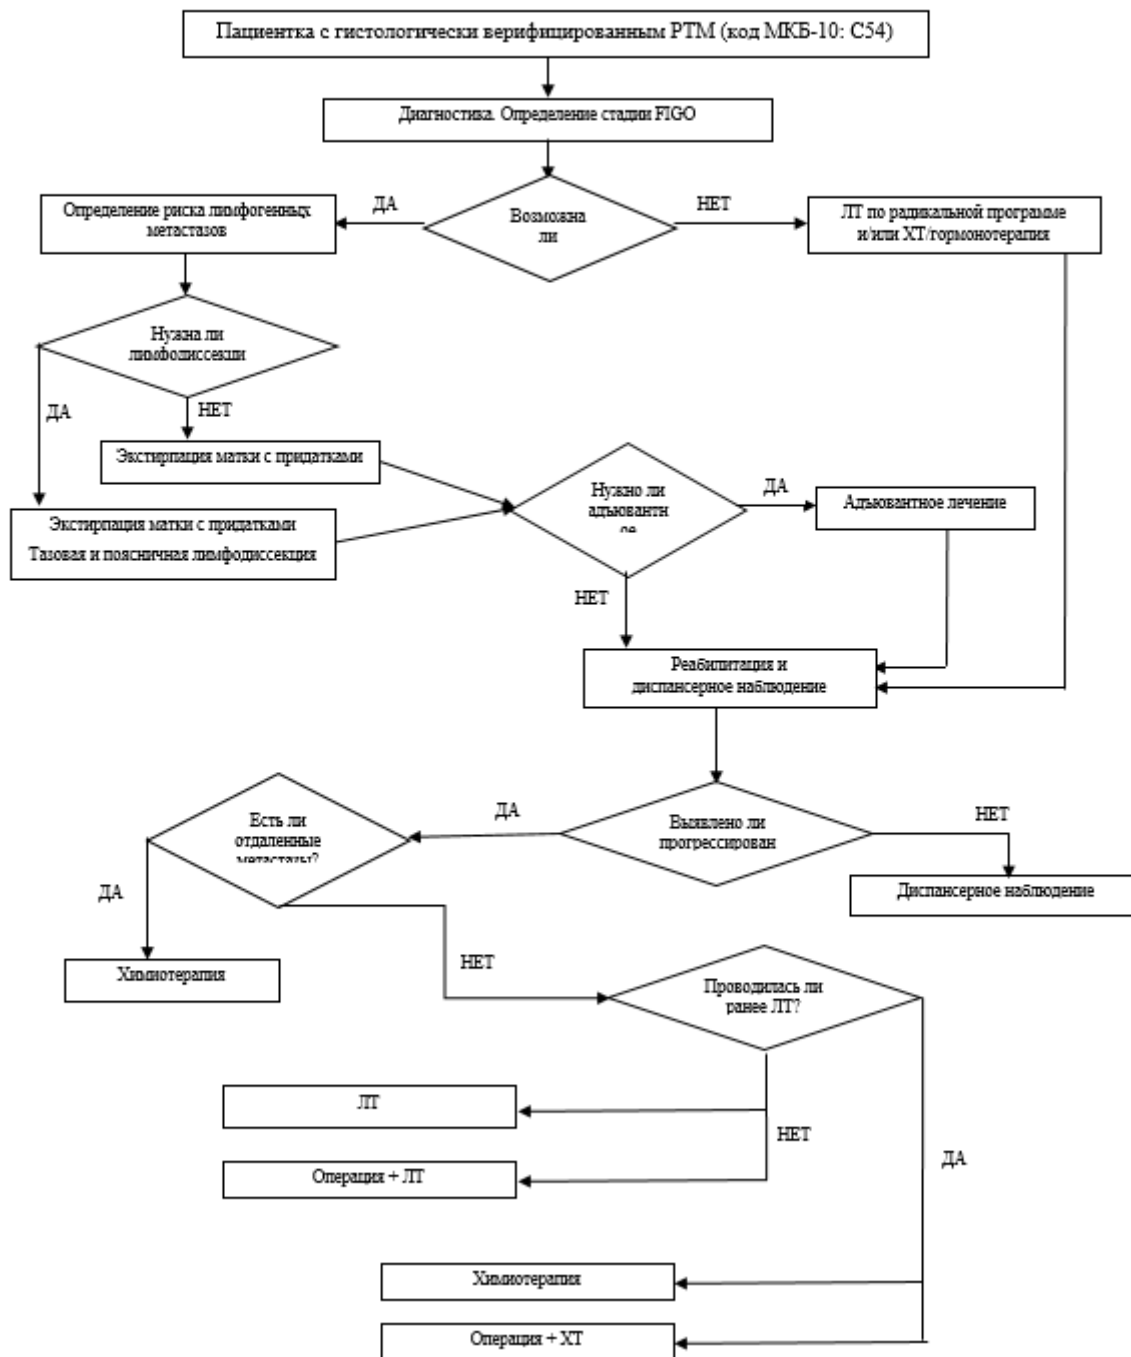 Пациентка с гистологически верифицированным РТМ (код МКБ-10: C54)
Диагностика. Определение стадии FIGO
Возможна
ли
ДА
НЕТ
Определение риска лимфогенных
метастазов
ЛТ по радикальной программе
и/или ХТ/гормонотерапия
Нужна ли
лимфодиссекци
ДА
НЕТ
Экстирпация матки с придатками
Экстирпация матки с придатками
Тазовая и поясничная лимфодиссекция
Нужно ли
адъювантн
ое
ДА
Адъювантное лечение
НЕТ
Реабилитация и
диспансерное наблюдение
Выявлено ли
прогрессирован
ДА
НЕТ
Есть ли
отдаленные
метастазы?
Диспансерное наблюдение
ДА
Химиотерапия
НЕТ
Проводилась ли
ранее ЛТ?
ЛТ
НЕТ
Операция + ЛТ
ДА
Химиотерапия
Операция + ХТ